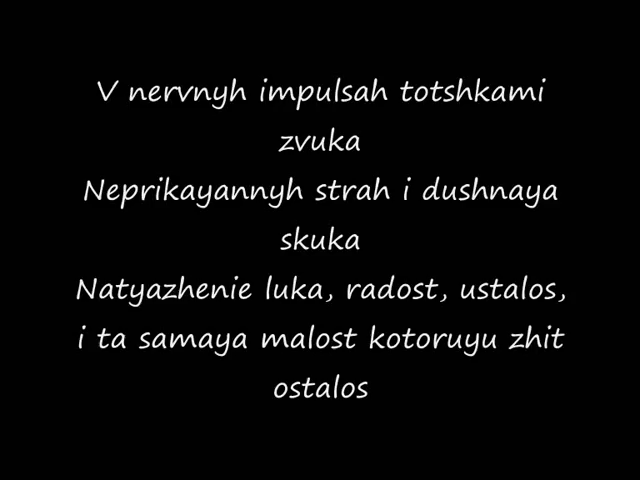 V nervnyh impulsah totshkami
zvuka
Neprikayannyh strah i dushnaya
skuka
Natyazhenie luka, radost, ustalos,
i ta samaya malost kotoruyu zhit
ostalos